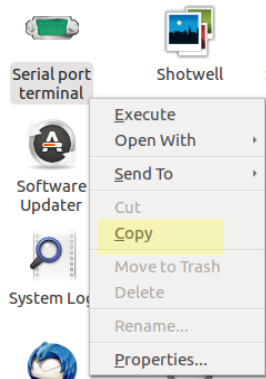 Serial port
terminal
Shotwell
Software
Updater
System Log
Execute
Open With
Send To
Cut
Copy
Move to Trash
Delete
Rename...
Properties...